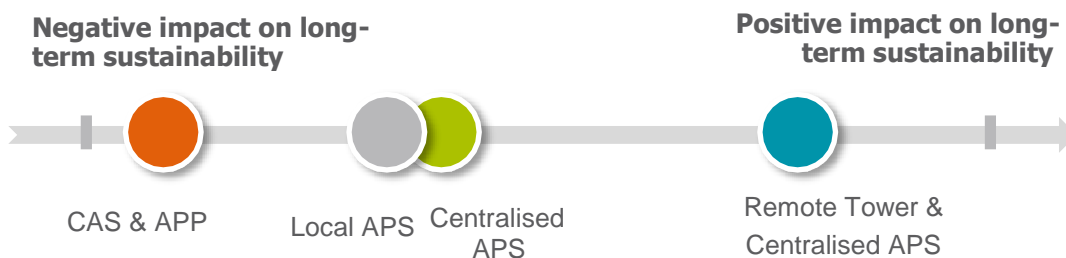 Negative impact on long-
term sustainability
Positive impact on long-
term sustainability
CAS & APP
Local APS
Centralised
APS
Remote Tower &
Centralised APS